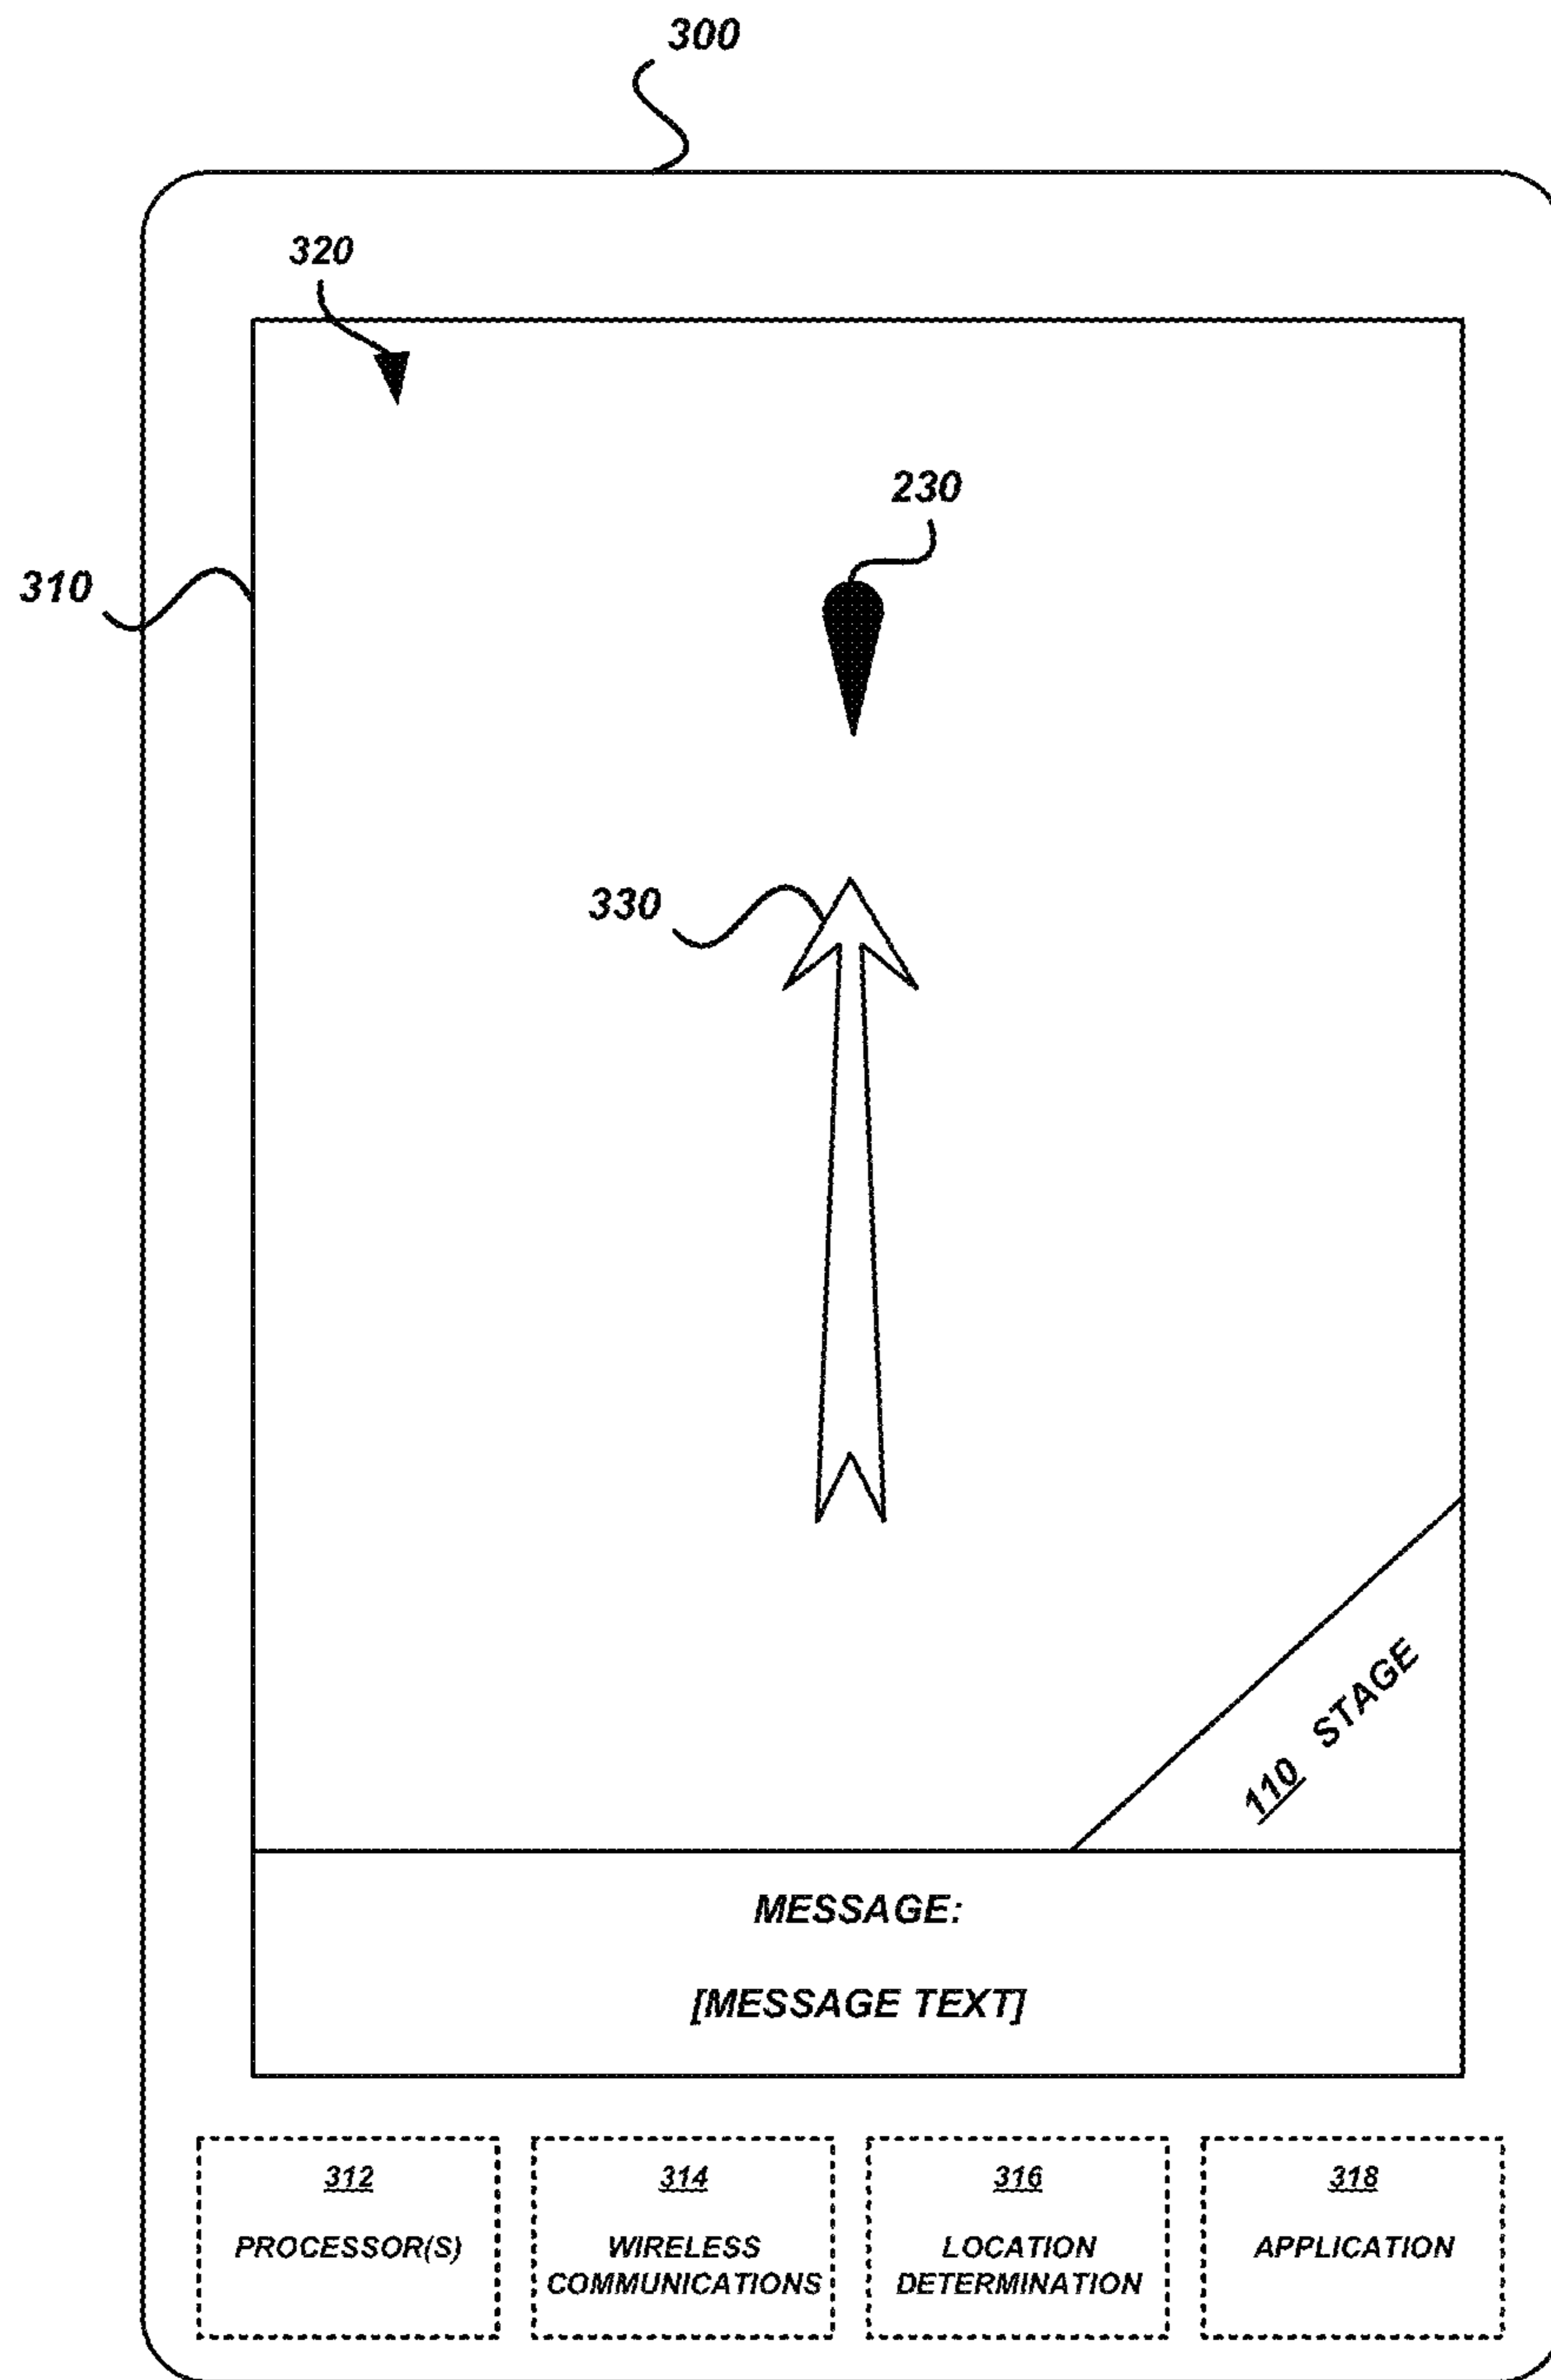 300
320
230
310
330
110 STAGE
MESSAGE:
[MESSAGE TEXT]
312
PROCESSOR(S)
314
WIRELESS
COMMUNICATIONS
316
LOCATION
DETERMINATION
318
APPLICATION